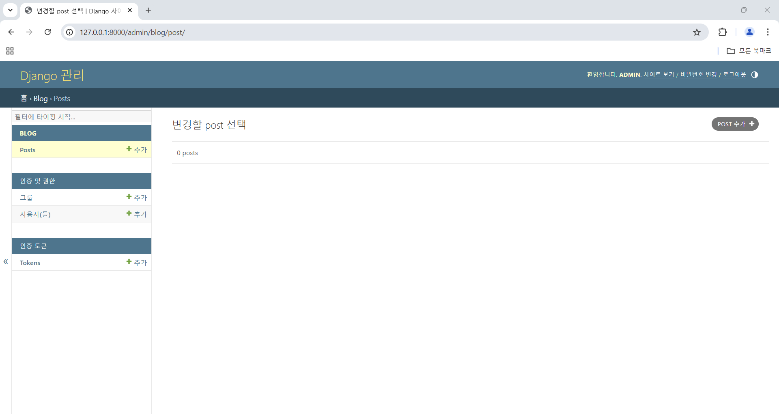 변경할 post 선택 | Django 사이
127.0.0.1:8000/admin/blog/post/
모든 북마크
Django 관리
환영합니다, ADMIN. 사이트 보기 / 비밀번호 변경 / 로그아웃
홈 › Blog › Posts
필터에 타이핑 시작...
BLOG
Posts + 추가
인증 및 권한
그룹 + 추가
사용자(들) + 추가
인증 토큰
Tokens + 추가
«
변경할 post 선택
POST 추가 +
0 posts